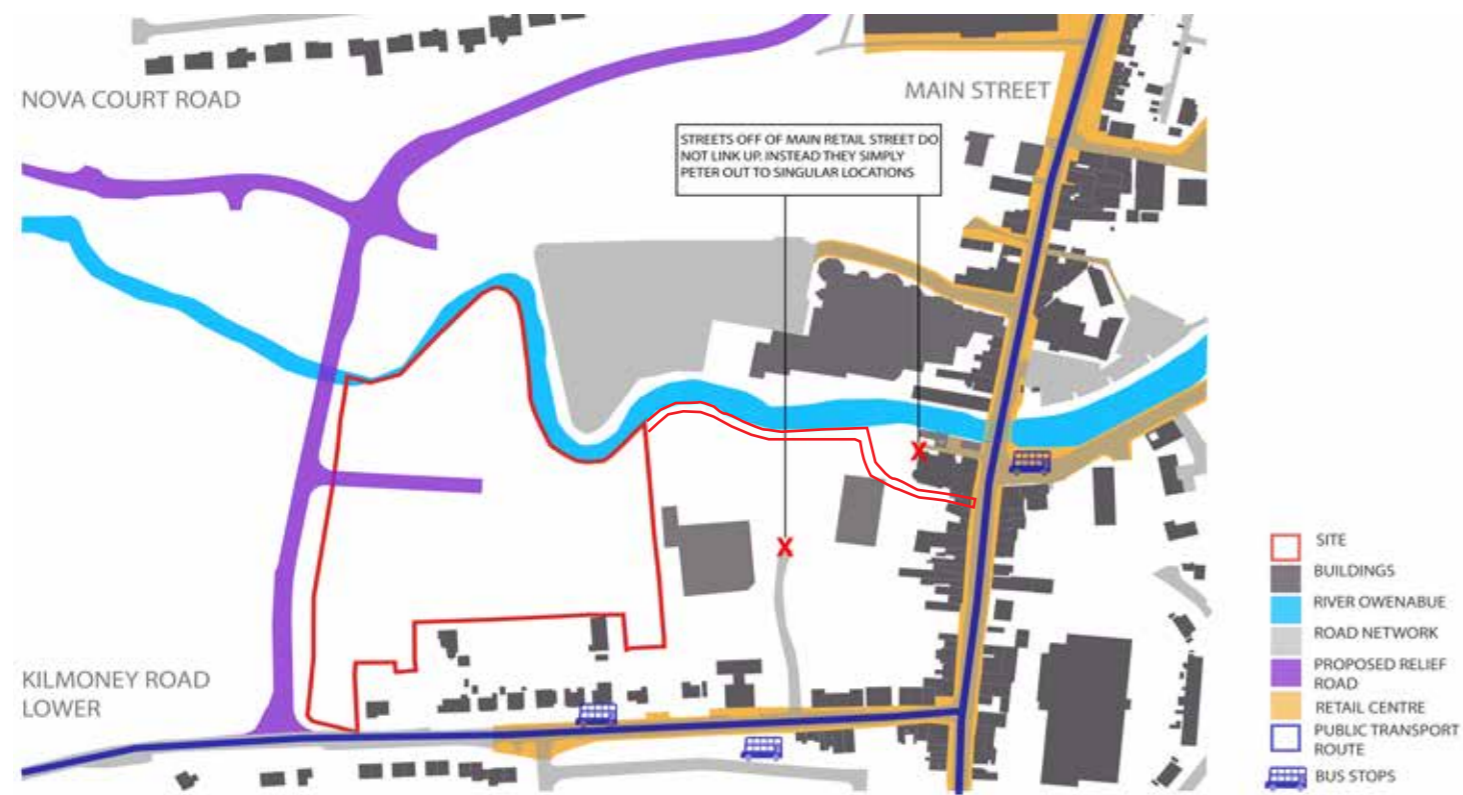 NOVA COURT ROAD
MAIN STREET
STREETS OFF OF MAIN RETAIL STREET DO
NOT LINK UP. INSTEAD THEY SIMPLY
PETER OUT TO SINGULAR LOCATIONS
X
X
KILMONEY ROAD
LOWER
SITE
BUILDINGS
RIVER OWENABUE
ROAD NETWORK
PROPOSED RELIEF
ROAD
RETAIL CENTRE
PUBLIC TRANSPORT
ROUTE
BUS STOPS